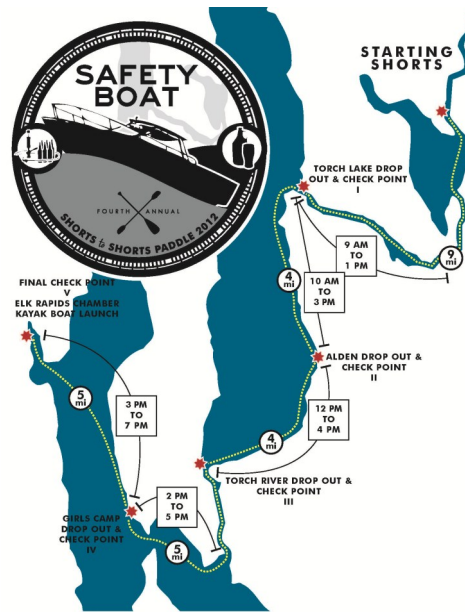 SAFETY
BOAT
FOURTH ANNUAL
SHORTS to SHORTS PADDLE 2012
STARTING
SHORTS
TORCH LAKE DROP
OUT & CHECK POINT
I
9 AM
TO
1 PM
9
mi
4
mi
10 AM
TO
3 PM
FINAL CHECK POINT
V
ELK RAPIDS CHAMBER
KAYAK BOAT LAUNCH
ALDEN DROP OUT &
CHECK POINT
II
5
mi
3 PM
TO
7 PM
12 PM
TO
4 PM
4
mi
TORCH RIVER DROP OUT &
CHECK POINT
III
2 PM
TO
5 PM
GIRLS CAMP
DROP OUT &
CHECK POINT
IV
5
mi